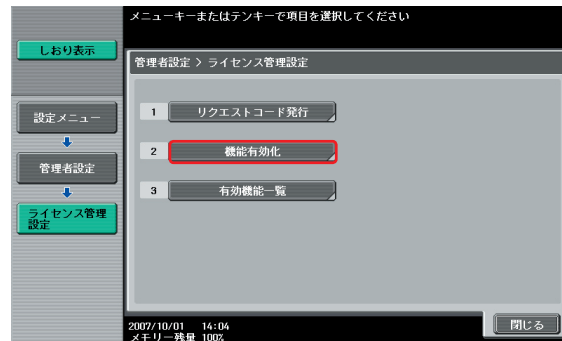 メニューキーまたはテンキーで項目を選択してください
しおり表示
管理者設定 > ライセンス管理設定
設定メニュー
管理者設定
ライセンス管理
設定
1 リクエストコード発行
2 機能有効化
3 有効機能一覧
2007/10/01 14:04
メモリー残量 100%
閉じる